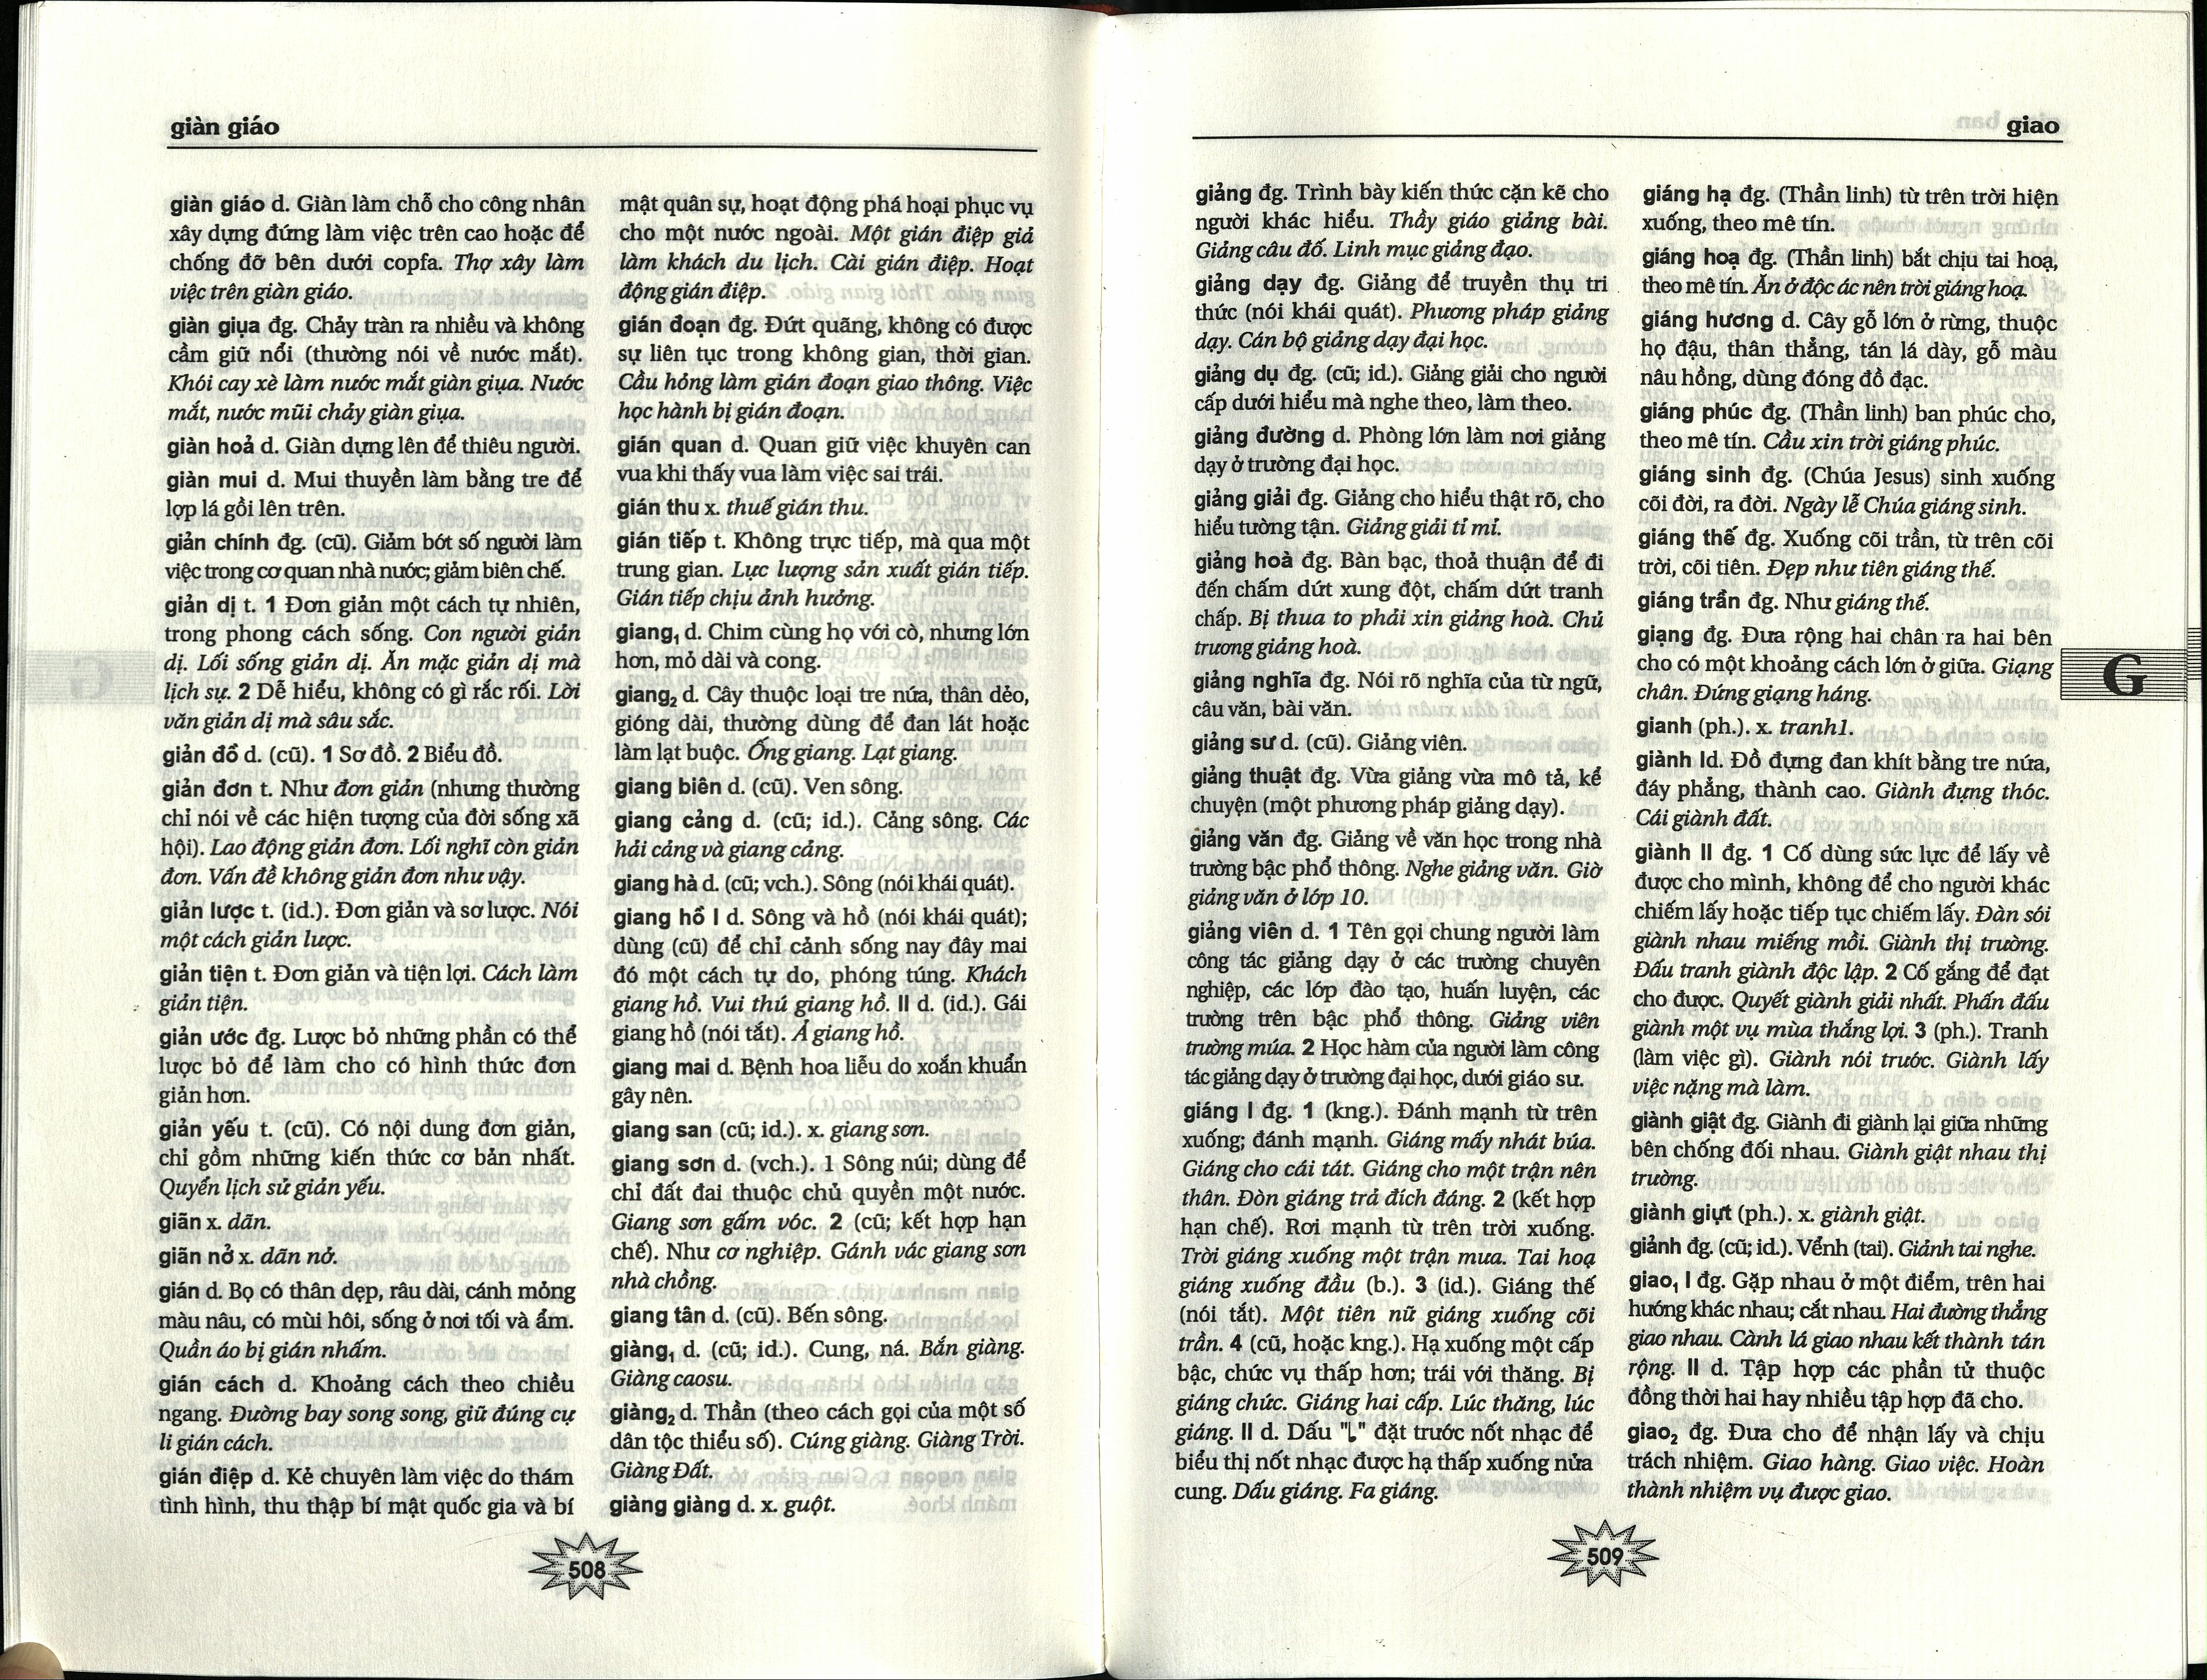 giàn giáo
giàn giáo d. Giàn làm chỗ cho công nhân
xây dựng đứng làm việc trên cao hoặc để
chống đỡ bên dưới copfa. Thợ xây làm
việc trên giàn giáo.
giàn giụa đg. Chảy tràn ra nhiều và không
cầm giữ nổi (thường nói về nước mắt).
Khói cay xè làm nước mắt giàn giụa. Nước
mắt, nước mũi chảy giàn giụa.
giàn hoả d. Giàn dựng lên để thiêu người.
giàn mui d. Mui thuyền làm bằng tre để
lợp lá gồi lên trên.
giản chính đg. (cũ). Giảm bớt số người làm
việc trong cơ quan nhà nước; giảm biên chế.
giản dị t. 1 Đơn giản một cách tự nhiên,
trong phong cách sống. Con người giản
dị. Lối sống giản dị. Ăn mặc giản dị mà
lịch sự. 2 Dễ hiểu, không có gì rắc rối. Lời
văn giản dị mà sâu sắc.
giản đồ d. (cũ). 1 Sơ đồ. 2 Biểu đồ.
giản đơn t. Như đơn giản (nhưng thường
chỉ nói về các hiện tượng của đời sống xã
hội). Lao động giản đơn. Lối nghĩ còn giản
đơn. Vấn đề không giản đơn như vậy.
giản lược t. (id.). Đơn giản và sơ lược. Nói
một cách giản lược.
giản tiện t. Đơn giản và tiện lợi. Cách làm
giản tiện.
giản ước đg. Lược bỏ những phần có thể
lược bỏ để làm cho có hình thức đơn
giản hơn.
giản yếu t. (cũ). Có nội dung đơn giản,
chỉ gồm những kiến thức cơ bản nhất.
Quyển lịch sử giản yếu.
giãn x. dãn.
giãn nở x. dãn nở.
gián d. Bọ có thân dẹp, râu dài, cánh mỏng
màu nâu, có mùi hôi, sống ở nơi tối và ẩm.
Quần áo bị gián nhấm.
gián cách d. Khoảng cách theo chiều
ngang. Đường bay song song, giữ đúng cự
li gián cách.
gián điệp d. Kẻ chuyên làm việc do thám
tình hình, thu thập bí mật quốc gia và bí
mật quân sự, hoạt động phá hoại phục vụ
cho một nước ngoài. Một gián điệp giả
làm khách du lịch. Cài gián điệp. Hoạt
động gián điệp.
gián đoạn đg. Đứt quãng, không có được
sự liên tục trong không gian, thời gian.
Cầu hỏng làm gián đoạn giao thông. Việc
học hành bị gián đoạn.
gián quan d. Quan giữ việc khuyên can
vua khi thấy vua làm việc sai trái.
gián thu x. thuế gián thu.
gián tiếp t. Không trực tiếp, mà qua một
trung gian. Lực lượng sản xuất gián tiếp.
Gián tiếp chịu ảnh hưởng.
giang₁ d. Chim cùng họ với cò, nhưng lớn
hơn, mỏ dài và cong.
giang₂ d. Cây thuộc loại tre nứa, thân dẻo,
gióng dài, thường dùng để đan lát hoặc
làm lạt buộc. Ống giang. Lạt giang.
giang biên d. (cũ). Ven sông.
giang cảng d. (cũ; id.). Cảng sông. Các
hải cảng và giang cảng.
giang hà d. (cũ; vch.). Sông (nói khái quát).
giang hồ I d. Sông và hồ (nói khái quát);
dùng (cũ) để chỉ cảnh sống nay đây mai
đó một cách tự do, phóng túng. Khách
giang hồ. Vui thú giang hồ. II d. (id.). Gái
giang hồ (nói tắt). Ả giang hồ.
giang mai d. Bệnh hoa liễu do xoắn khuẩn
gây nên.
giang san (cũ; id.). x. giang sơn.
giang sơn d. (vch.). 1 Sông núi; dùng để
chỉ đất đai thuộc chủ quyền một nước.
Giang sơn gấm vóc. 2 (cũ; kết hợp hạn
chế). Như cơ nghiệp. Gánh vác giang sơn
nhà chồng.
giang tân d. (cũ). Bến sông.
giàng₁ d. (cũ; id.). Cung, ná. Bắn giàng.
Giàng caosu.
giàng₂ d. Thần (theo cách gọi của một số
dân tộc thiểu số). Cúng giàng. Giàng Trời.
Giàng Đất.
giàng giàng d. x. guột.
508
giao
giảng đg. Trình bày kiến thức cặn kẽ cho
người khác hiểu. Thầy giáo giảng bài.
Giảng câu đố. Linh mục giảng đạo.
giảng dạy đg. Giảng để truyền thụ tri
thức (nói khái quát). Phương pháp giảng
dạy. Cán bộ giảng dạy đại học.
giảng dụ đg. (cũ; id.). Giảng giải cho người
cấp dưới hiểu mà nghe theo, làm theo.
giảng đường d. Phòng lớn làm nơi giảng
dạy ở trường đại học.
giảng giải đg. Giảng cho hiểu thật rõ, cho
hiểu tường tận. Giảng giải tỉ mỉ.
giảng hoà đg. Bàn bạc, thoả thuận để đi
đến chấm dứt xung đột, chấm dứt tranh
chấp. Bị thua to phải xin giảng hoà. Chủ
trương giảng hoà.
giảng nghĩa đg. Nói rõ nghĩa của từ ngữ,
câu văn, bài văn.
giảng sư d. (cũ). Giảng viên.
giảng thuật đg. Vừa giảng vừa mô tả, kể
chuyện (một phương pháp giảng dạy).
giảng văn đg. Giảng về văn học trong nhà
trường bậc phổ thông. Nghe giảng văn. Giờ
giảng văn ở lớp 10.
giảng viên d. 1 Tên gọi chung người làm
công tác giảng dạy ở các trường chuyên
nghiệp, các lớp đào tạo, huấn luyện, các
trường trên bậc phổ thông. Giảng viên
trường múa. 2 Học hàm của người làm công
tác giảng dạy ở trường đại học, dưới giáo sư.
giáng I đg. 1 (kng.). Đánh mạnh từ trên
xuống; đánh mạnh. Giáng mấy nhát búa.
Giáng cho cái tát. Giáng cho một trận nên
thân. Đòn giáng trả đích đáng. 2 (kết hợp
hạn chế). Rơi mạnh từ trên trời xuống.
Trời giáng xuống một trận mưa. Tai hoạ
giáng xuống đầu (b.). 3 (id.). Giáng thế
(nói tắt). Một tiên nữ giáng xuống cõi
trần. 4 (cũ, hoặc kng.). Hạ xuống một cấp
bậc, chức vụ thấp hơn; trái với thăng. Bị
giáng chức. Giáng hai cấp. Lúc thăng, lúc
giáng. II d. Dấu "" đặt trước nốt nhạc để
biểu thị nốt nhạc được hạ thấp xuống nửa
cung. Dấu giáng. Fa giáng.
giáng hạ đg. (Thần linh) từ trên trời hiện
xuống, theo mê tín.
giáng hoạ đg. (Thần linh) bắt chịu tai hoạ,
theo mê tín. Ăn ở độc ác nên trời giáng hoạ.
giáng hương d. Cây gỗ lớn ở rừng, thuộc
họ đậu, thân thẳng, tán lá dày, gỗ màu
nâu hồng, dùng đóng đồ đạc.
giáng phúc đg. (Thần linh) ban phúc cho,
theo mê tín. Cầu xin trời giáng phúc.
giáng sinh đg. (Chúa Jesus) sinh xuống
cõi đời, ra đời. Ngày lễ Chúa giáng sinh.
giáng thế đg. Xuống cõi trần, từ trên cõi
trời, cõi tiên. Đẹp như tiên giáng thế.
giáng trần đg. Như giáng thế.
giạng đg. Đưa rộng hai chân ra hai bên
cho có một khoảng cách lớn ở giữa. Giạng
chân. Đứng giạng háng.
gianh (ph.). x. tranh1.
giành Id. Đồ đựng đan khít bằng tre nứa,
đáy phẳng, thành cao. Giành đựng thóc.
Cái giành đất.
giành II đg. 1 Cố dùng sức lực để lấy về
được cho mình, không để cho người khác
chiếm lấy hoặc tiếp tục chiếm lấy. Đàn sói
giành nhau miếng mồi. Giành thị trường.
Đấu tranh giành độc lập. 2 Cố gắng để đạt
cho được. Quyết giành giải nhất. Phấn đấu
giành một vụ mùa thắng lợi. 3 (ph.). Tranh
(làm việc gì). Giành nói trước. Giành lấy
việc nặng mà làm.
giành giật đg. Giành đi giành lại giữa những
bên chống đối nhau. Giành giật nhau thị
trường.
giành giựt (ph.). x. giành giật.
giảnh đg. (cũ; id.). Vểnh (tai). Giảnh tai nghe.
giao₁ I đg. Gặp nhau ở một điểm, trên hai
hướng khác nhau; cắt nhau. Hai đường thẳng
giao nhau. Cành lá giao nhau kết thành tán
rộng. II d. Tập hợp các phần tử thuộc
đồng thời hai hay nhiều tập hợp đã cho.
giao₂ đg. Đưa cho để nhận lấy và chịu
trách nhiệm. Giao hàng. Giao việc. Hoàn
thành nhiệm vụ được giao.
G
509